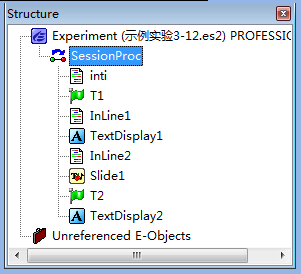 Structure
Experiment (示例实验3-12.es2) PROFESSIO
SessionProc
inti
T1
InLine1
TextDisplay1
InLine2
Slide1
T2
TextDisplay2
Unreferenced E-Objects